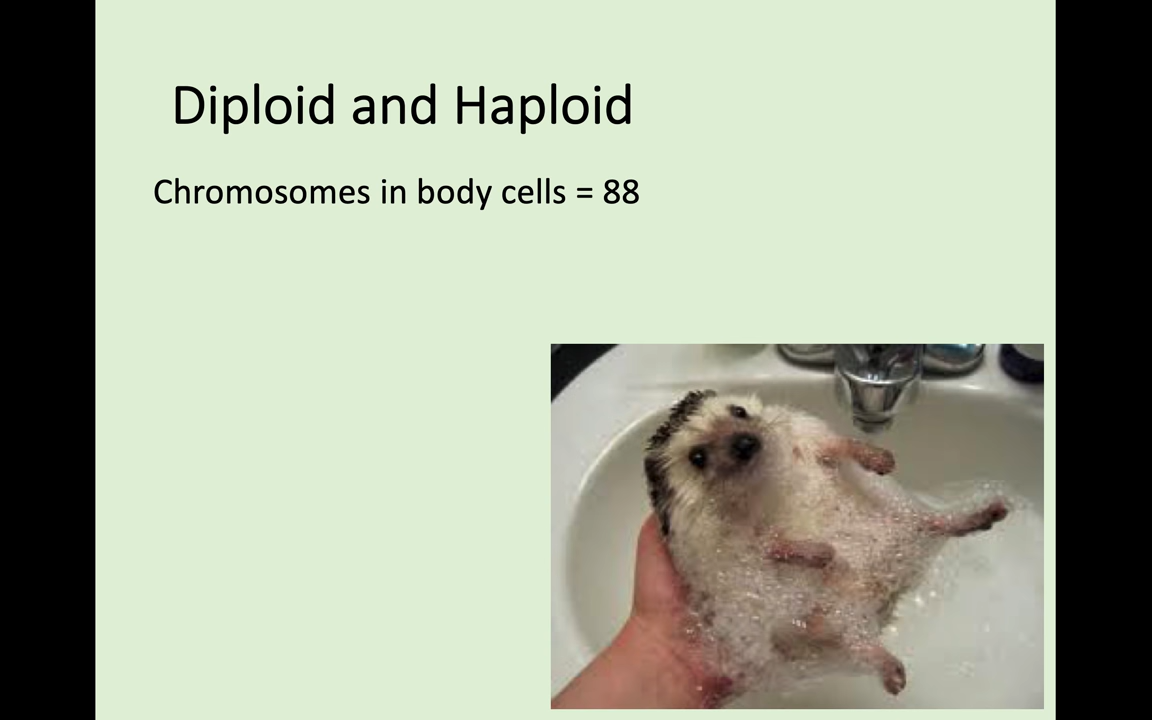 Diploid and Haploid
Chromosomes in body cells = 88